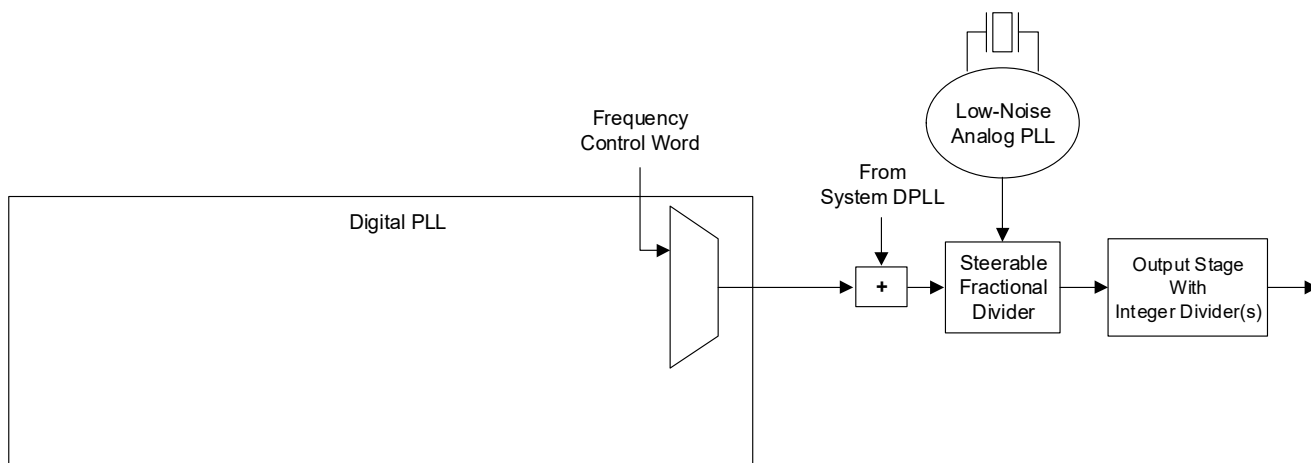 Low-Noise
Analog PLL
Frequency
Control Word
From
System DPLL
Digital PLL
+
Steerable
Fractional
Divider
Output Stage
With
Integer Divider(s)